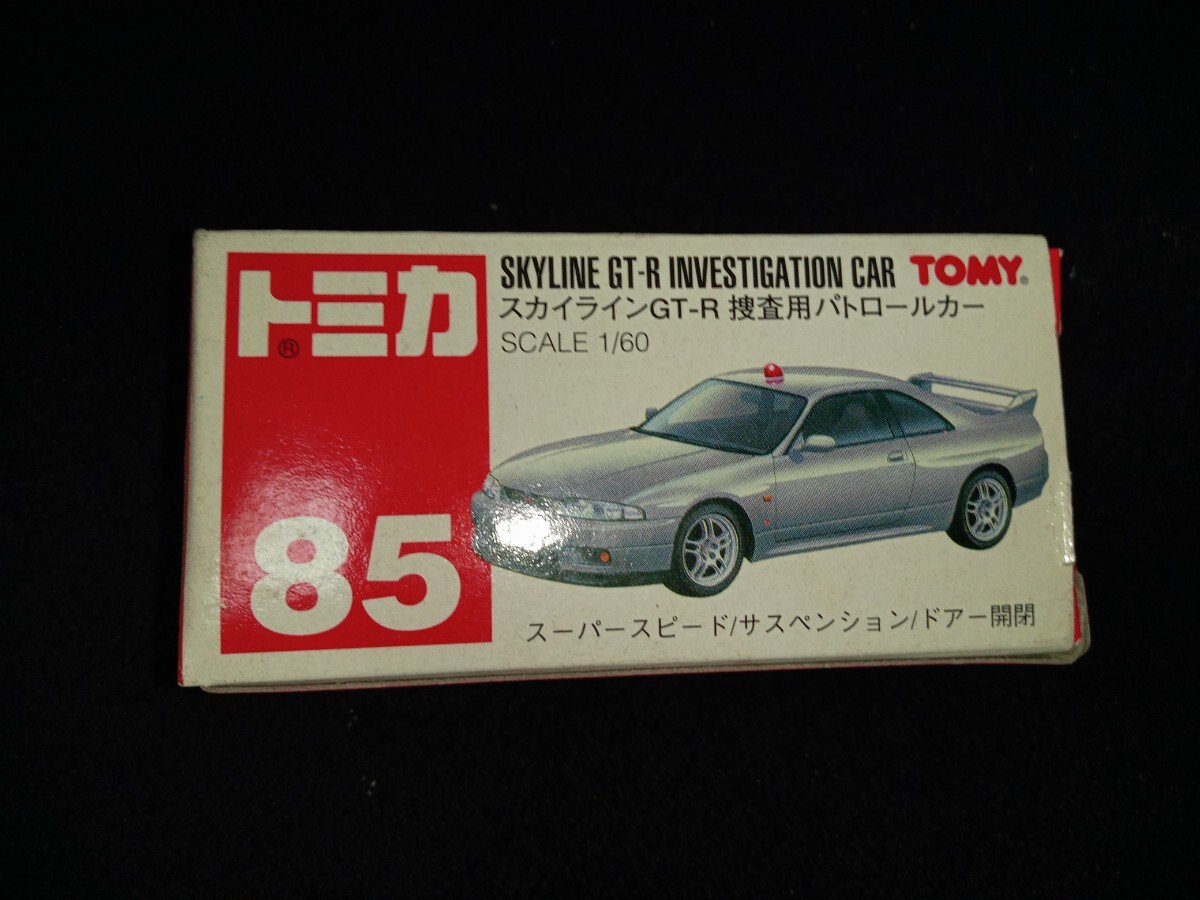 トミカ®
85
SKYLINE GT-R INVESTIGATION CAR TOMY®
スカイラインGT-R 捜査用パトロールカー
SCALE 1/60
スーパースピード/サスペンション/ドアー開閉